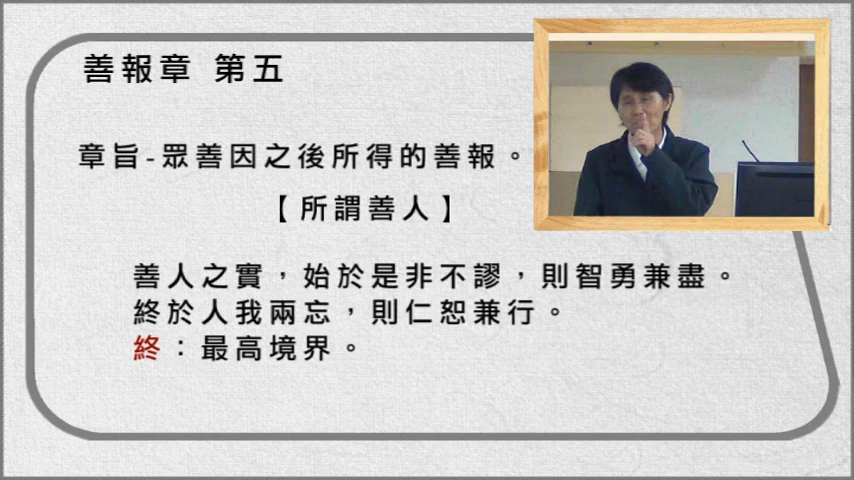 善報章 第五
章旨-眾善因之後所得的善報。
【所謂善人】
善人之實，始於是非不謬，則智勇兼盡。
終於人我兩忘，則仁恕兼行。
終：最高境界。